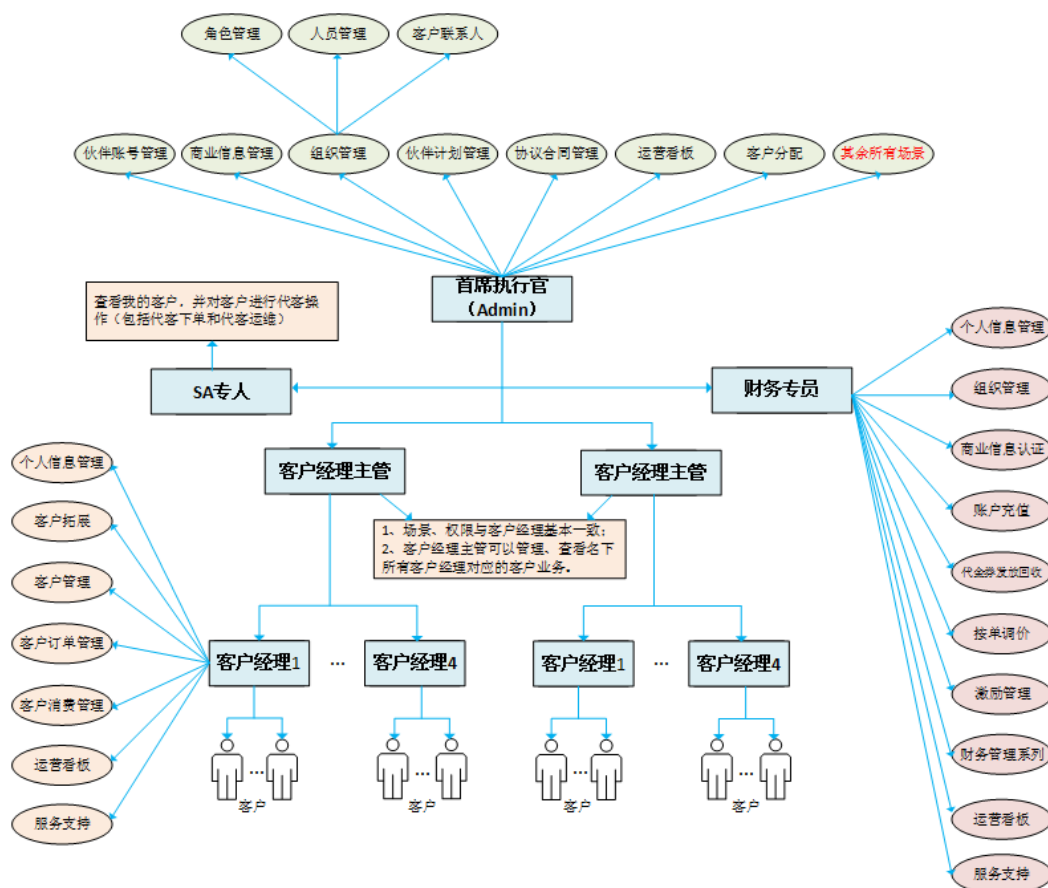 角色管理
人员管理
客户联系人
伙伴账号管理
商业信息管理
组织管理
伙伴计划管理
协议合同管理
运营看板
客户分配
其余所有场景
首席执行官
（Admin）
查看我的客户，并对客户进行代客操
作（包括代客下单和代客运维）
SA专人
财务专员
个人信息管理
组织管理
商业信息认证
账户充值
代金券发放回收
按单调价
激励管理
财务管理系列
运营看板
服务支持
客户经理主管
客户经理主管
1、场景、权限与客户经理基本一致；
2、客户经理主管可以管理、查看名下
所有客户经理对应的客户业务.
个人信息管理
客户拓展
客户管理
客户订单管理
客户消费管理
运营看板
服务支持
客户经理1
...
客户经理4
客户经理1
...
客户经理4
...
...
...
...
客户
客户
客户
客户